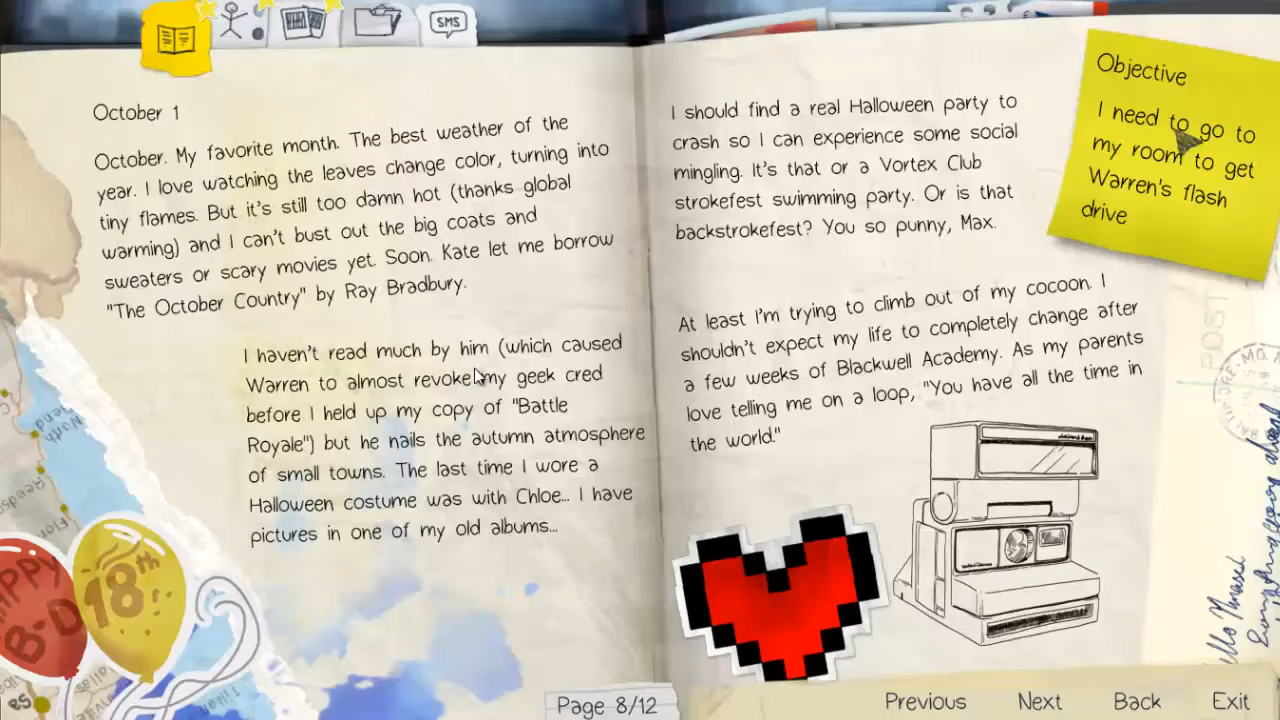 SMS
October 1
October. My favorite month. The best weather of the
year. I love watching the leaves change color, turning into
tiny flames. But it's still too damn hot (thanks global
warming) and I can't bust out the big coats and
sweaters or scary movies yet. Soon. Kate let me borrow
"The October Country" by Ray Bradbury.
I haven't read much by him (which caused
Warren to almost revoke my geek cred
before I held up my copy of "Battle
Royale") but he nails the autumn atmosphere
of small towns. The last time I wore a
Halloween costume was with Chloe... I have
pictures in one of my old albums...
I should find a real Halloween party to
crash so I can experience some social
mingling. It's that or a Vortex Club
strokefest swimming party. Or is that
backstrokefest? You so punny, Max.
At least I'm trying to climb out of my cocoon. I
shouldn't expect my life to completely change after
a few weeks of Blackwell Academy. As my parents
love telling me on a loop, "You have all the time in
the world."
Objective
I need to go to
my room to get
Warren's flash
drive
POST
North
Bend
HAPPY
B-D
18th
Page 8/12
Previous
Next
Back
Exit